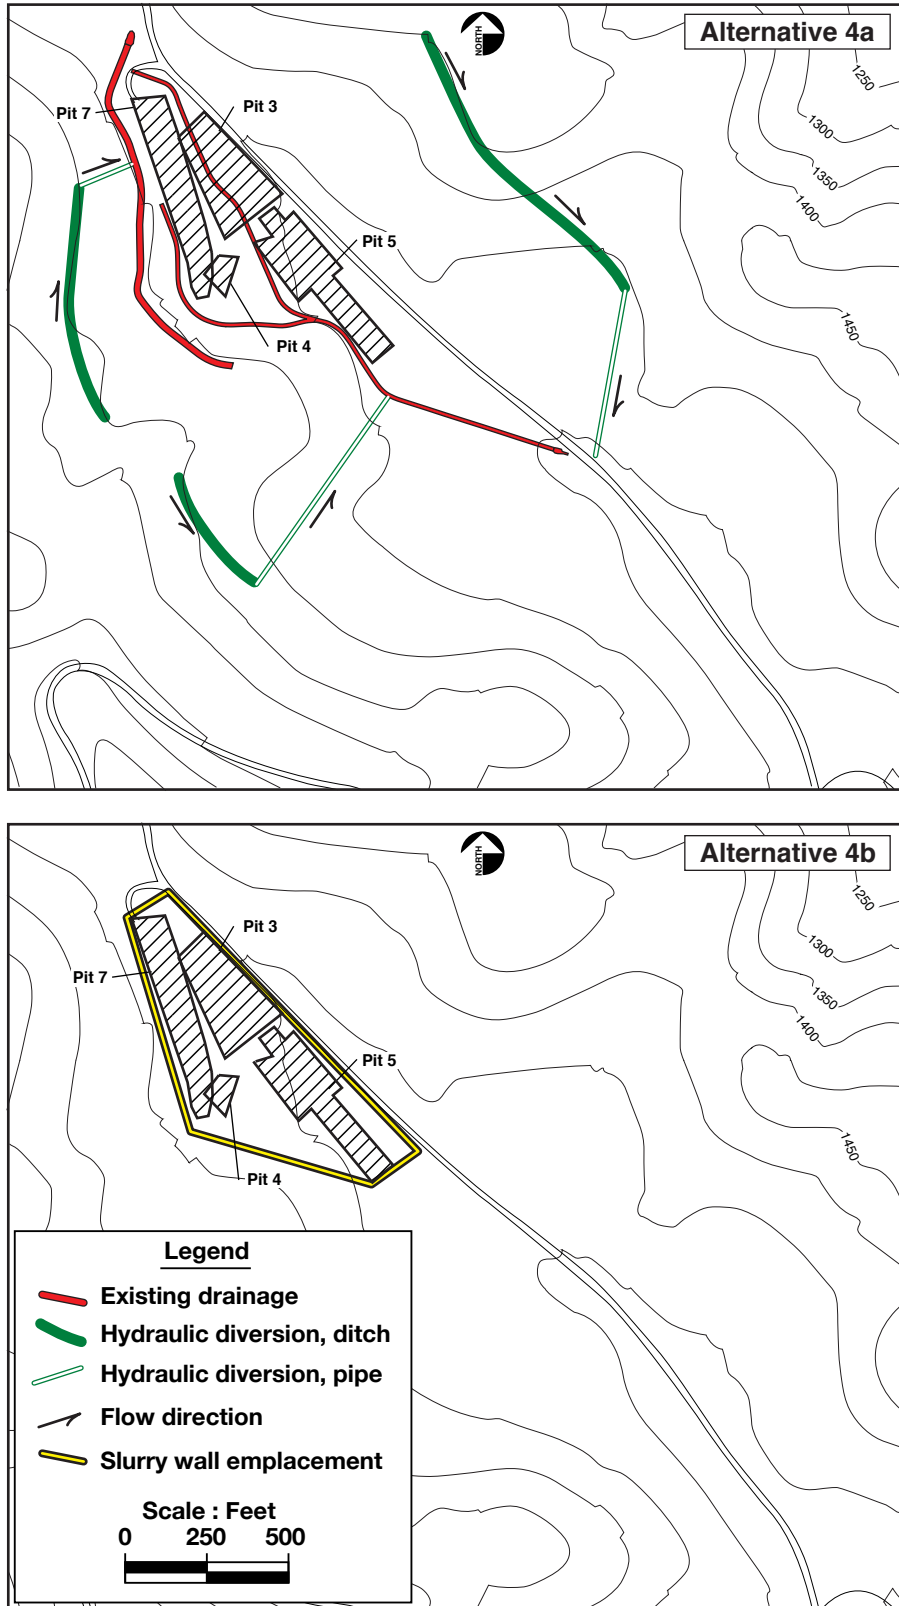 Alternative 4a
NORTH
1250
1300
1350
1400
1450
Pit 7
Pit 3
Pit 5
Pit 4
Alternative 4b
NORTH
1250
1300
1350
1400
1450
Pit 3
Pit 7
Pit 5
Pit 4
Legend
Existing drainage
Hydraulic diversion, ditch
Hydraulic diversion, pipe
Flow direction
Slurry wall emplacement
Scale : Feet
0 250 500